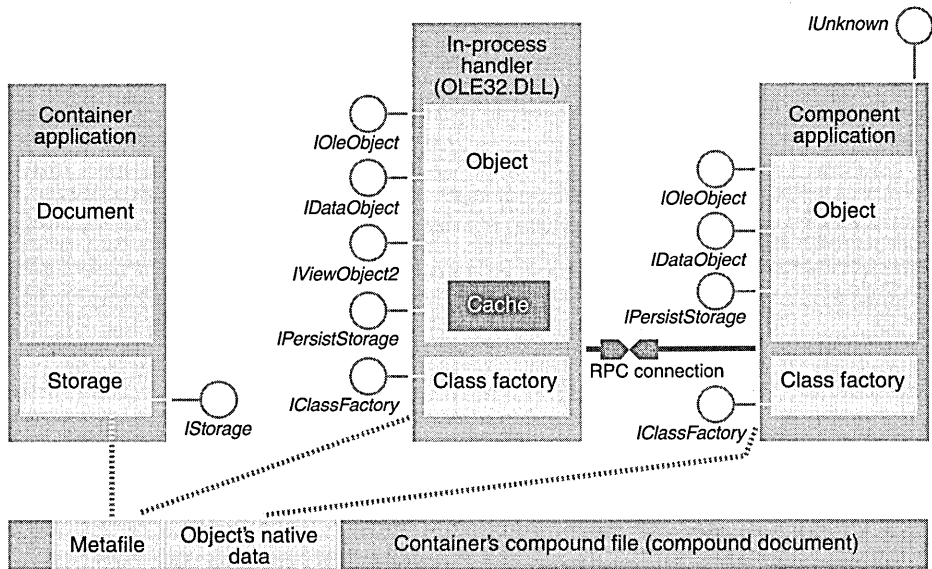 IUnknown
In-process
handler
(OLE32.DLL)
Container
application
Component
application
IOleObject
Object
Document
IDataObject
IOleObject
Object
IViewObject2
IDataObject
Cache
IPersistStorage
IPersistStorage
RPC connection
Storage
Class factory
Class factory
IClassFactory
IStorage
IClassFactory
Metafile
Object's native
data
Container's compound file (compound document)